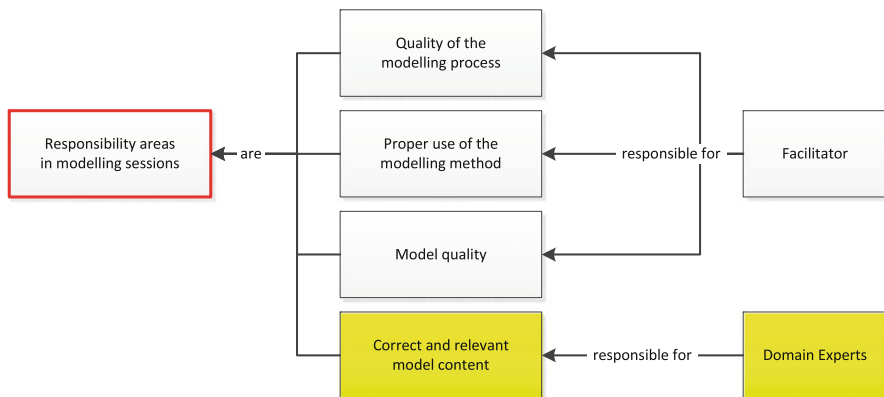 Quality of the
modelling process
Responsibility areas
in modelling sessions
are
Proper use of the
modelling method
responsible for
Facilitator
Model quality
Correct and relevant
model content
responsible for
Domain Experts